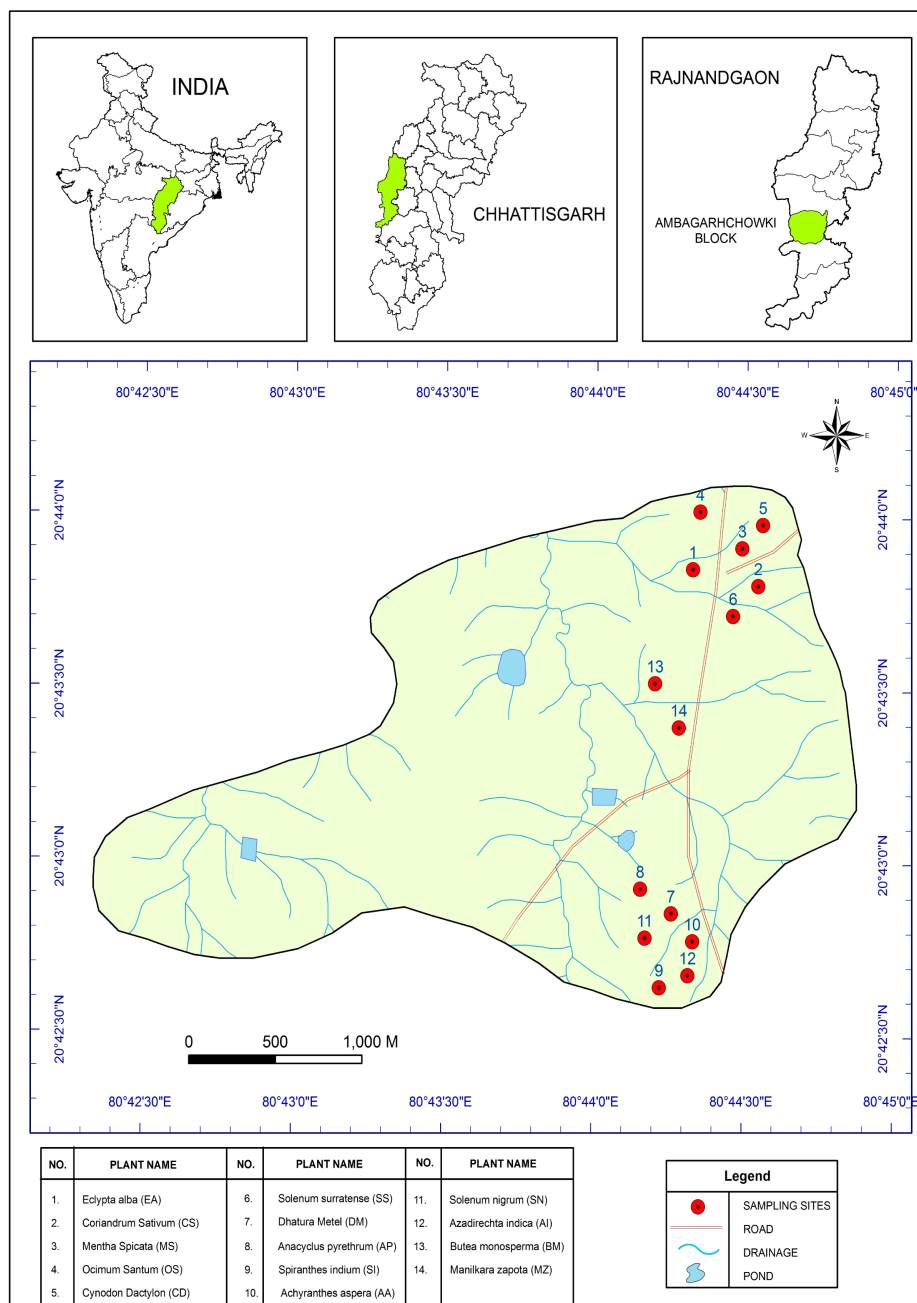 INDIA
CHHATTISGARH
RAJNANDGAON
AMBAGARHCHOWKI
BLOCK
80°42'30"E 80°43'0"E 80°43'30"E 80°44'0"E 80°44'30"E 80°45'0"
N
W E
S
20°44'0"N
20°43'30"N
20°43'0"N
20°42'30"N
20°44'0"N
20°43'30"N
20°43'0"N
20°42'30"N
4
5
3
1
2
6
13
14
8
7
11
10
12
9
0 500 1,000 M
80°42'30"E 80°43'0"E 80°43'30"E 80°44'0"E 80°44'30"E 80°45'0"E
NO. PLANT NAME NO. PLANT NAME NO. PLANT NAME
1. Eclypta alba (EA) 6. Solenum surratense (SS) 11. Solenum nigrum (SN)
2. Coriandrum Sativum (CS) 7. Dhatura Metel (DM) 12. Azadirechta indica (AI)
3. Mentha Spicata (MS) 8. Anacyclus pyrethrum (AP) 13. Butea monosperma (BM)
4. Ocimum Santum (OS) 9. Spiranthes indium (SI) 14. Manilkara zapota (MZ)
5. Cynodon Dactylon (CD) 10. Achyranthes aspera (AA)
Legend
SAMPLING SITES
ROAD
DRAINAGE
POND